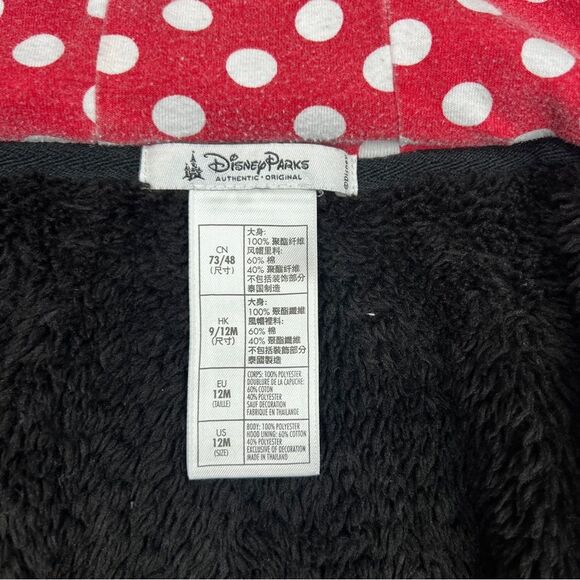 DISNEY PARKS
AUTHENTIC • ORIGINAL
©Disney
CN
73/48
(尺寸)
大身:
100% 聚酯纤维
风帽里料:
60% 棉
40% 聚酯纤维
不包括装饰部分
泰国制造
HK
9/12M
(尺寸)
大身:
100% 聚酯纖維
風帽裡料:
60% 棉
40% 聚酯纖維
不包括裝飾部分
泰國製造
EU
12M
(TAILLE)
CORPS: 100% POLYESTER
DOUBLURE DE LA CAPUCHE:
60% COTON
40% POLYESTER
SAUF DECORATION
FABRIQUE EN THAILANDE
US
12M
(SIZE)
BODY: 100% POLYESTER
HOOD LINING: 60% COTTON
40% POLYESTER
EXCLUSIVE OF DECORATION
MADE IN THAILAND